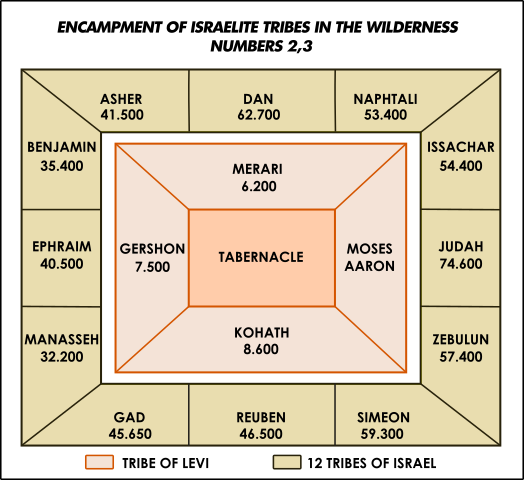 ENCAMPMENT OF ISRAELITE TRIBES IN THE WILDERNESS
NUMBERS 2,3
ASHER
41.500
DAN
62.700
NAPHTALI
53.400
BENJAMIN
35.400
ISSACHAR
54.400
MERARI
6.200
EPHRAIM
40.500
GERSHON
7.500
TABERNACLE
MOSES
AARON
JUDAH
74.600
MANASSEH
32.200
KOHATH
8.600
ZEBULUN
57.400
GAD
45.650
REUBEN
46.500
SIMEON
59.300
TRIBE OF LEVI
12 TRIBES OF ISRAEL